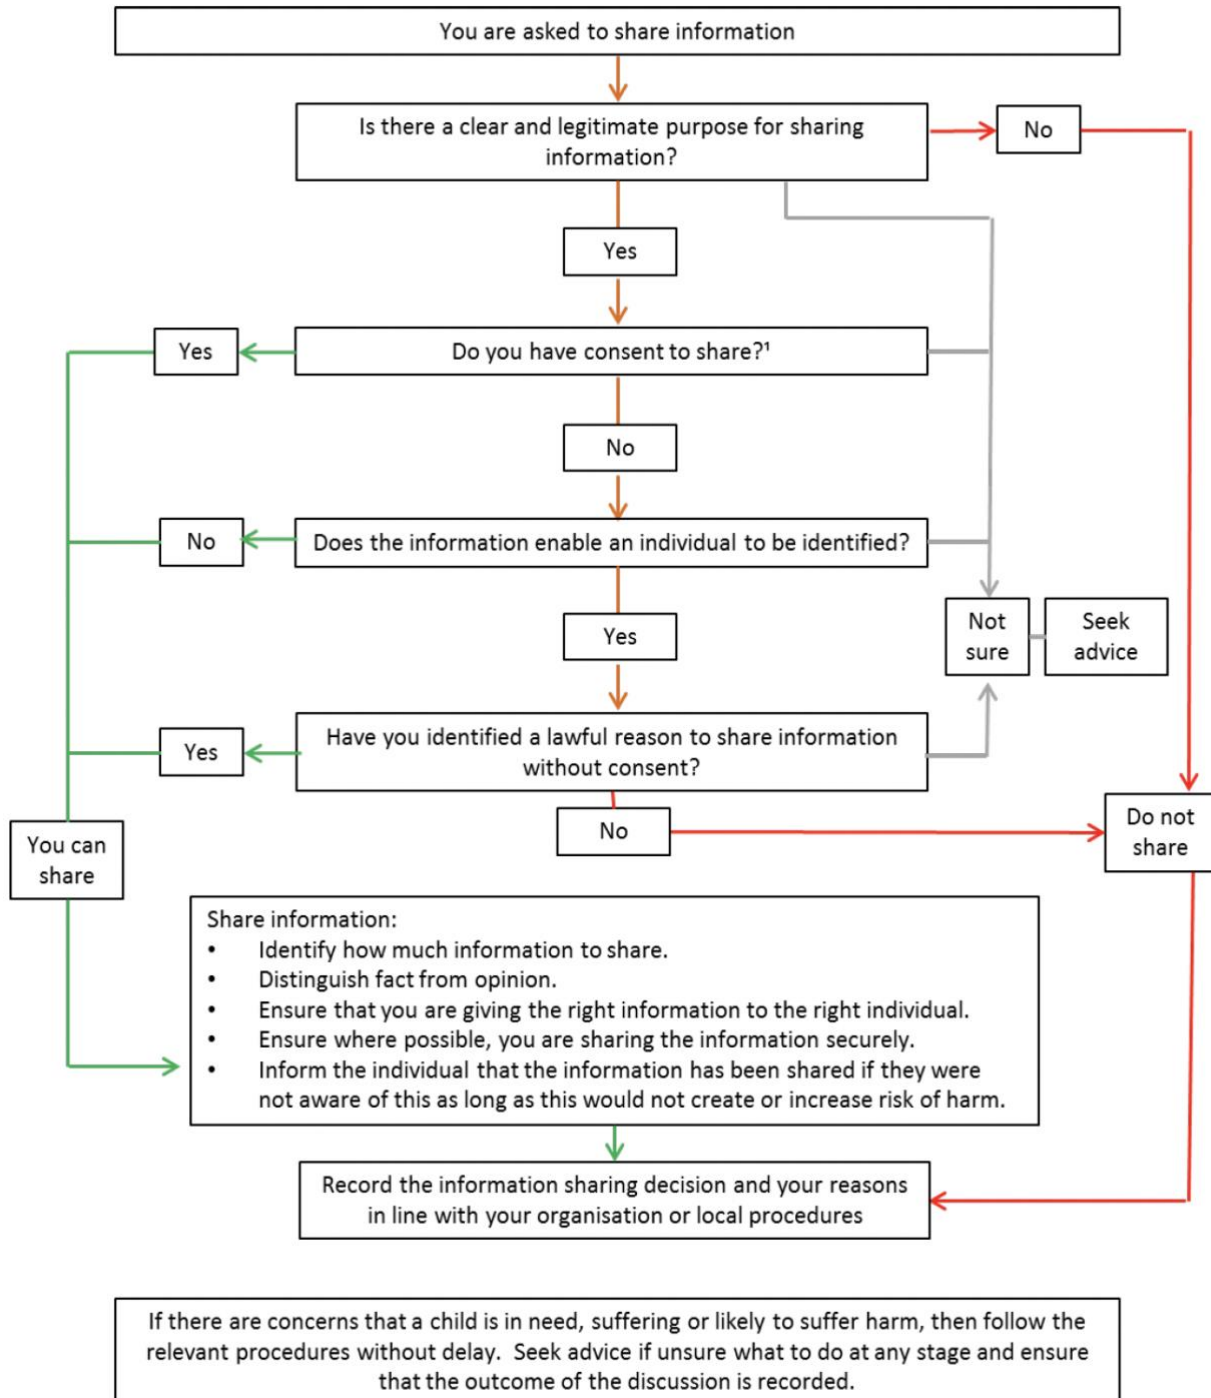 You are asked to share information
Is there a clear and legitimate purpose for sharing
information?
No
Yes
Yes
Do you have consent to share?¹
No
No
Does the information enable an individual to be identified?
Yes
Not
sure
Seek
advice
Yes
Have you identified a lawful reason to share information
without consent?
No
Do not
share
You can
share
Share information:
• Identify how much information to share.
• Distinguish fact from opinion.
• Ensure that you are giving the right information to the right individual.
• Ensure where possible, you are sharing the information securely.
• Inform the individual that the information has been shared if they were
not aware of this as long as this would not create or increase risk of harm.
Record the information sharing decision and your reasons
in line with your organisation or local procedures
If there are concerns that a child is in need, suffering or likely to suffer harm, then follow the
relevant procedures without delay.  Seek advice if unsure what to do at any stage and ensure
that the outcome of the discussion is recorded.